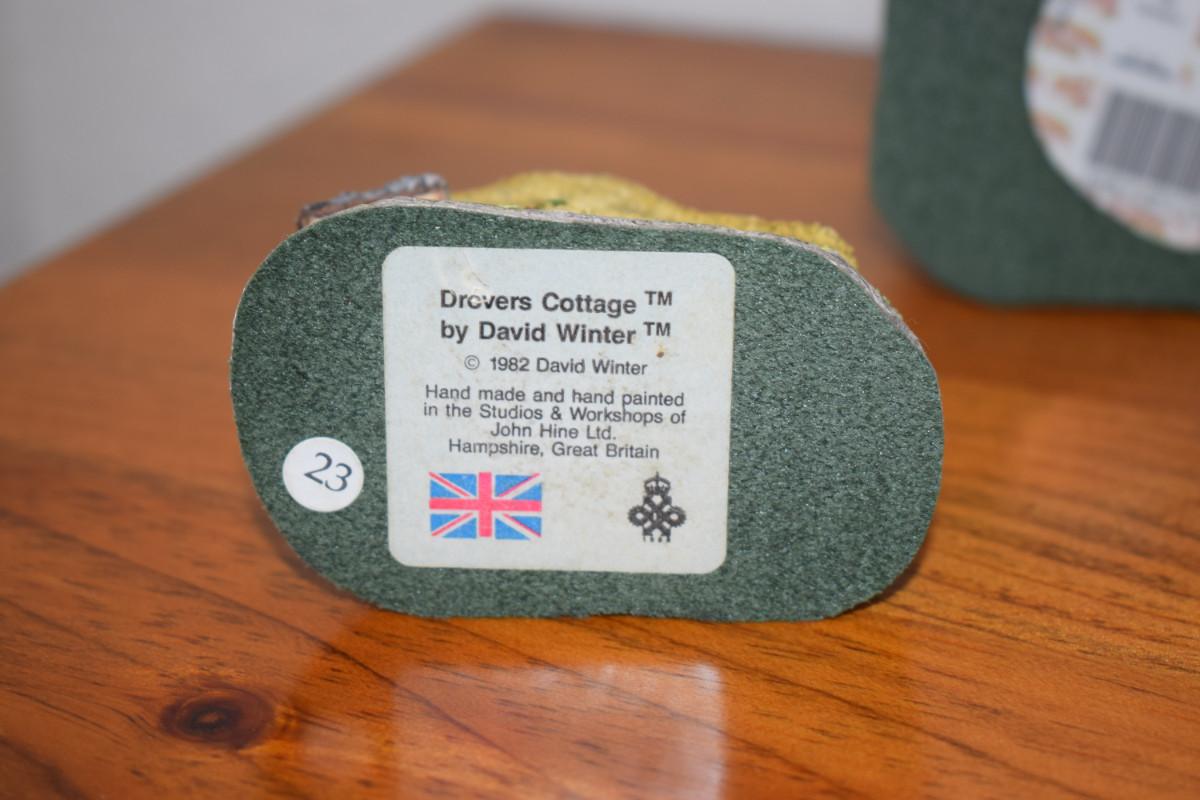 Drovers Cottage ™
by David Winter ™
© 1982 David Winter
Hand made and hand painted
in the Studios & Workshops of
John Hine Ltd.
Hampshire, Great Britain
23